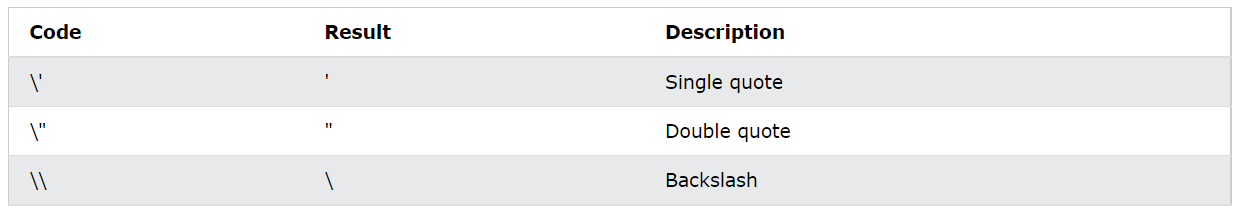 Code Result Description
\' ' Single quote
\" " Double quote
\\ \ Backslash